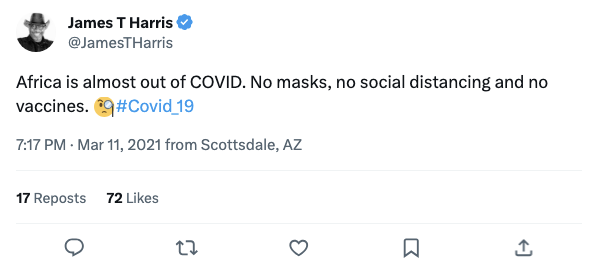 James T Harris
@JamesTHarris
Africa is almost out of COVID. No masks, no social distancing and no
vaccines. 🧐#Covid_19
7:17 PM · Mar 11, 2021 from Scottsdale, AZ
17 Reposts 72 Likes